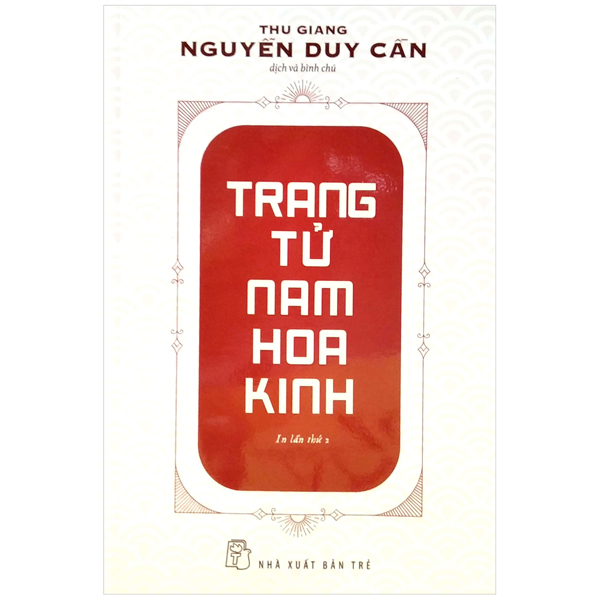 THU GIANG
NGUYỄN DUY CẦN
dịch và bình chú
TRANG
TỬ
NAM
HOA
KINH
In lần thứ 2
NHÀ XUẤT BẢN TRẺ